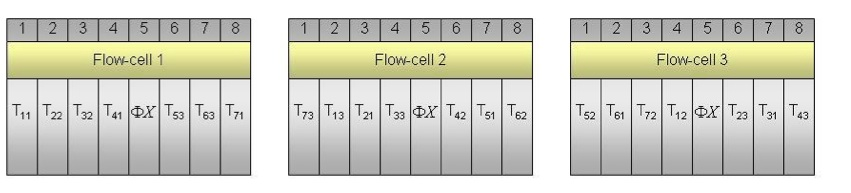 1 2 3 4 5 6 7 8
Flow-cell 1
T11 T22 T32 T41 ΦX T53 T63 T71
1 2 3 4 5 6 7 8
Flow-cell 2
T73 T13 T21 T33 ΦX T42 T51 T62
1 2 3 4 5 6 7 8
Flow-cell 3
T52 T61 T72 T12 ΦX T23 T31 T43